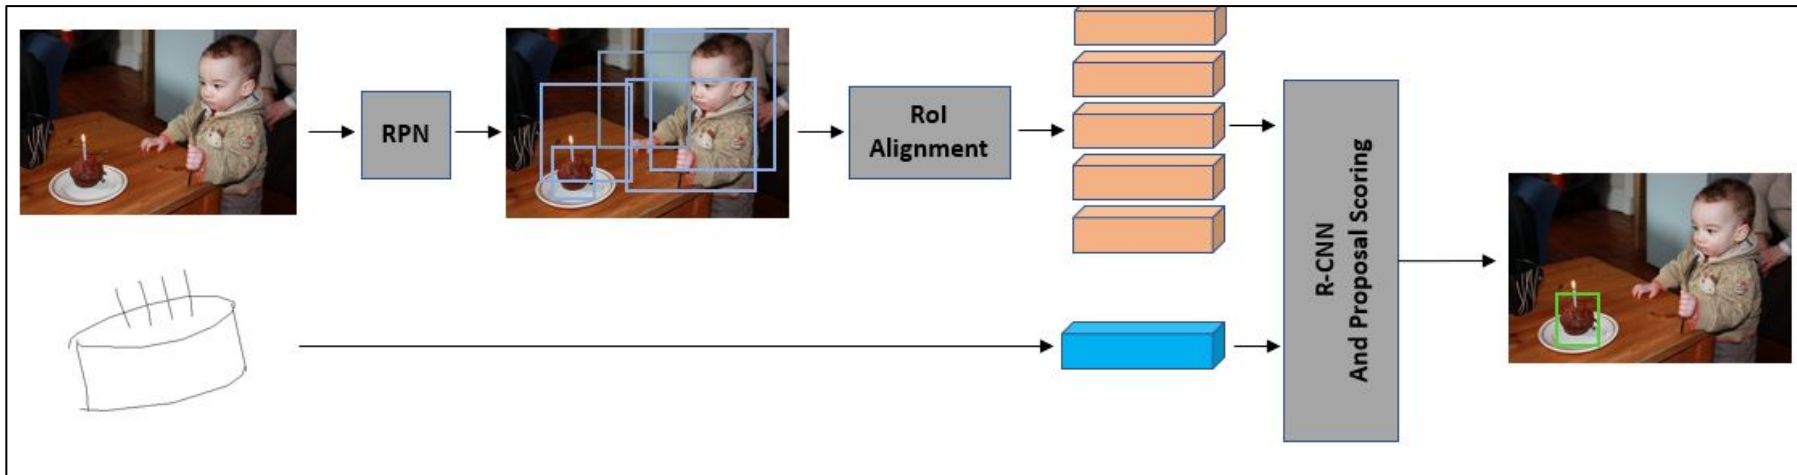 RPN
RoI
Alignment
R-CNN
And Proposal Scoring